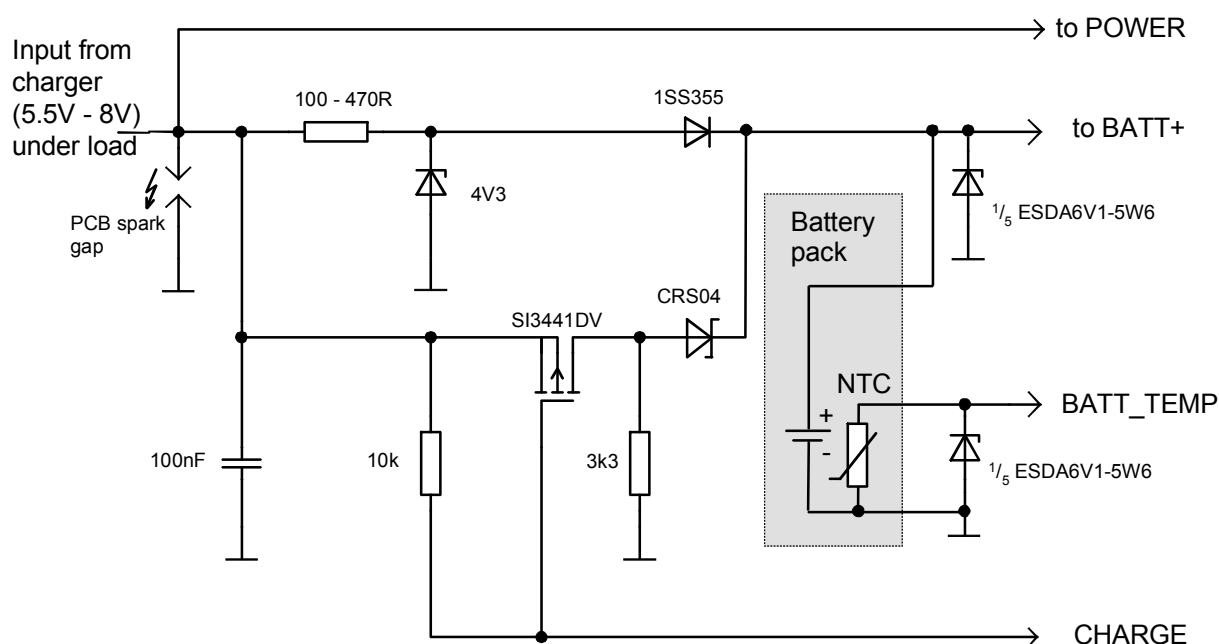 to POWER
Input from
charger
(5.5V - 8V)
under load
100 - 470R
1SS355
to BATT+
PCB spark
gap
4V3
1/5 ESDA6V1-5W6
Battery
pack
SI3441DV
CRS04
NTC
BATT_TEMP
+
-
100nF
10k
3k3
1/5 ESDA6V1-5W6
CHARGE